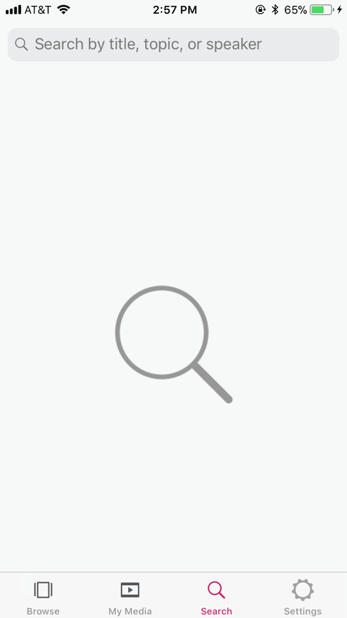 AT&T 2:57 PM 65%
Search by title, topic, or speaker
Browse My Media Search Settings